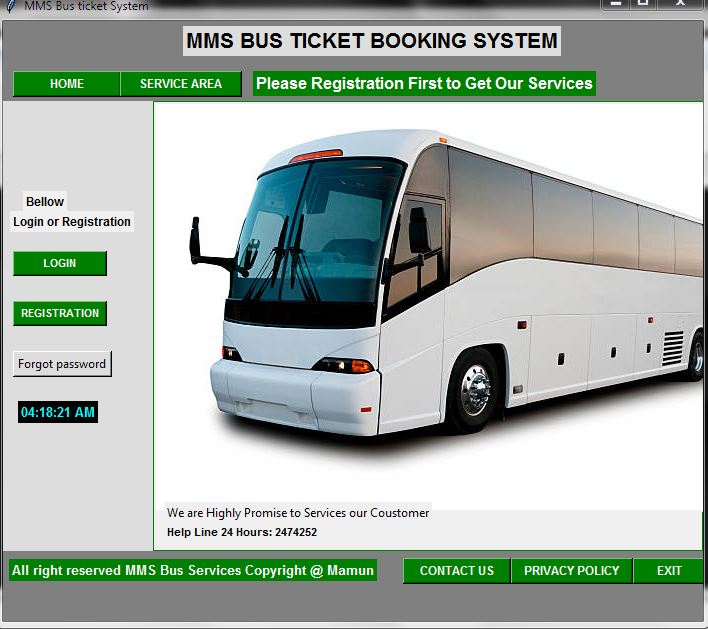 MMS Bus ticket System
MMS BUS TICKET BOOKING SYSTEM
HOME
SERVICE AREA
Please Registration First to Get Our Services
Bellow
Login or Registration
LOGIN
REGISTRATION
Forgot password
04:18:21 AM
We are Highly Promise to Services our Coustomer
Help Line 24 Hours: 2474252
All right reserved MMS Bus Services Copyright @ Mamun
CONTACT US
PRIVACY POLICY
EXIT